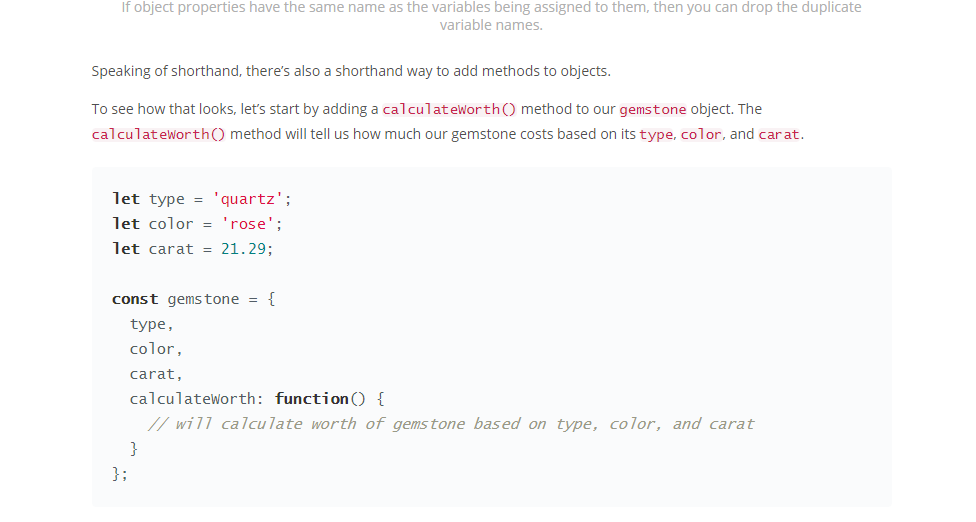 If object properties have the same name as the variables being assigned to them, then you can drop the duplicate
variable names.
Speaking of shorthand, there’s also a shorthand way to add methods to objects.
To see how that looks, let’s start by adding a calculateWorth() method to our gemstone object. The
calculateWorth() method will tell us how much our gemstone costs based on its type, color, and carat.
let type = 'quartz';
let color = 'rose';
let carat = 21.29;
const gemstone = {
  type,
  color,
  carat,
  calculateWorth: function() {
    // will calculate worth of gemstone based on type, color, and carat
  }
};